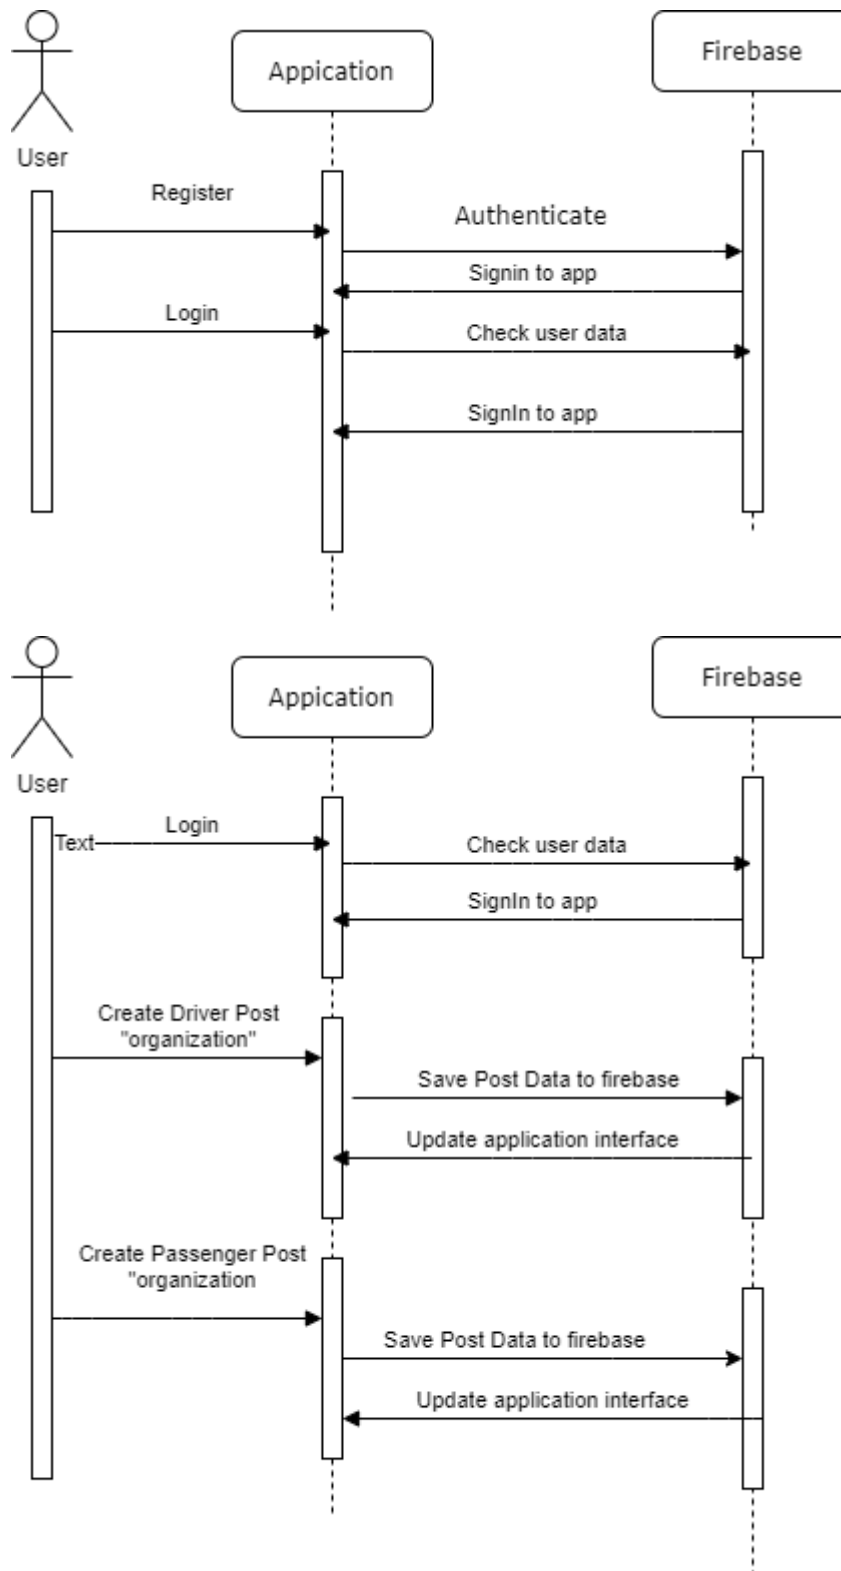 Appication
Firebase
User
Register
Authenticate
Signin to app
Login
Check user data
SignIn to app
Appication
Firebase
User
Text
Login
Check user data
SignIn to app
Create Driver Post
"organization"
Save Post Data to firebase
Update application interface
Create Passenger Post
"organization
Save Post Data to firebase
Update application interface